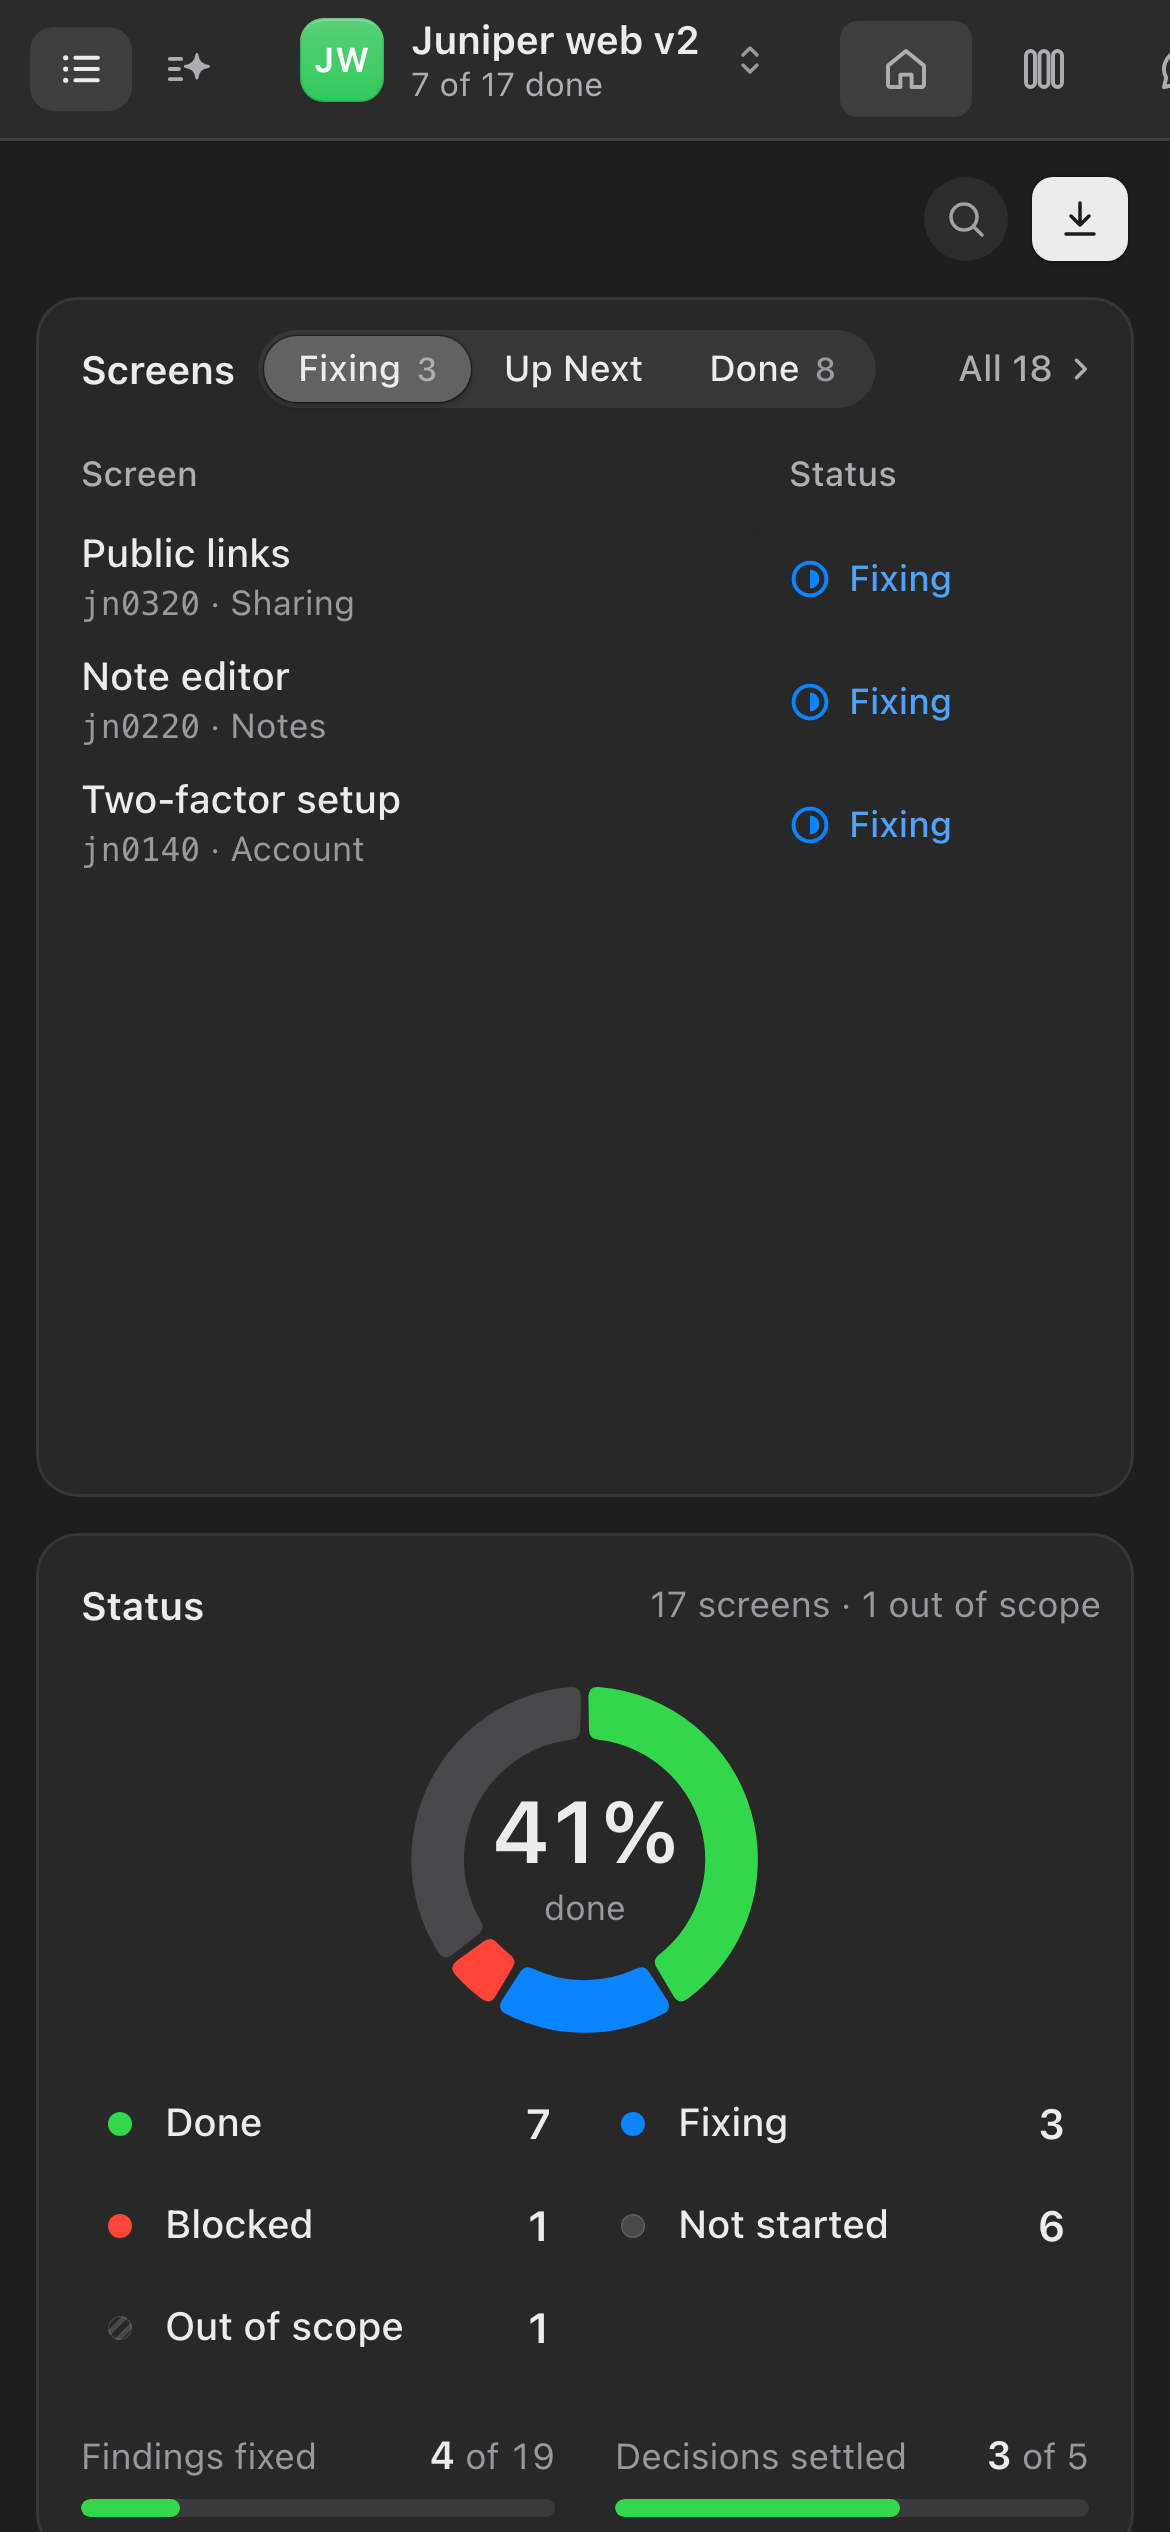 JW
Juniper web v2
7 of 17 done
Screens
Fixing 3
Up Next
Done 8
All 18
Screen
Status
Public links
jn0320 · Sharing
Fixing
Note editor
jn0220 · Notes
Fixing
Two-factor setup
jn0140 · Account
Fixing
Status
17 screens · 1 out of scope
41%
done
Done 7
Fixing 3
Blocked 1
Not started 6
Out of scope 1
Findings fixed 4 of 19
Decisions settled 3 of 5